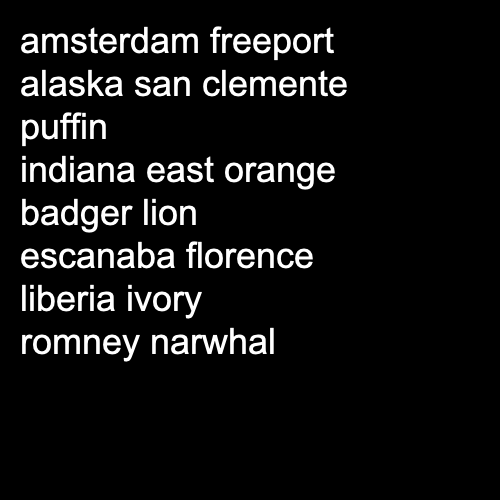 amsterdam freeport
alaska san clemente
puffin
indiana east orange
badger lion
escanaba florence
liberia ivory
romney narwhal